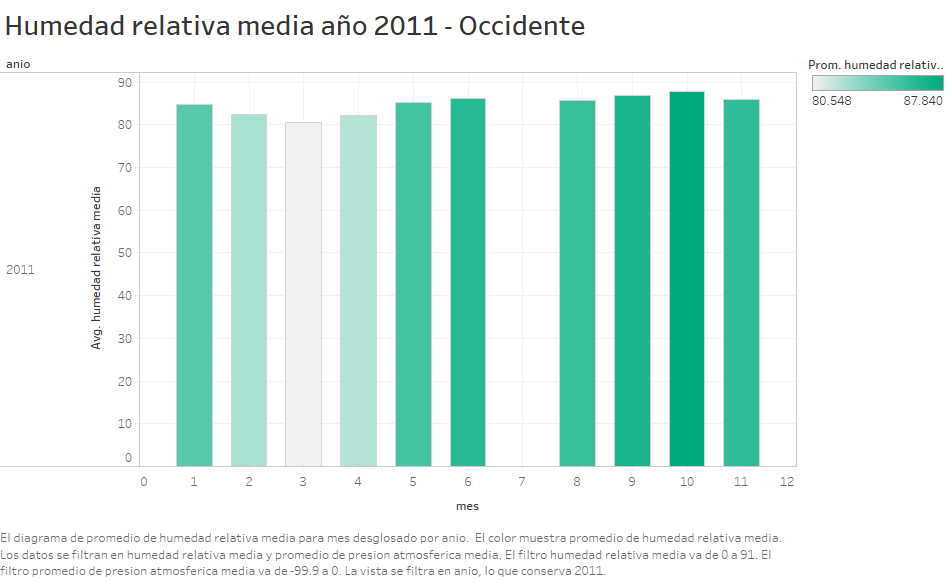 Humedad relativa media año 2011 - Occidente
anio
Prom. humedad relativ..
80.548 87.840
90
80
70
60
50
40
30
20
10
0
Avg. humedad relativa media
2011
0 1 2 3 4 5 6 7 8 9 10 11 12
mes
El diagrama de promedio de humedad relativa media para mes desglosado por anio.  El color muestra promedio de humedad relativa media.
Los datos se filtran en humedad relativa media y promedio de presion atmosferica media. El filtro humedad relativa media va de 0 a 91. El
filtro promedio de presion atmosferica media va de -99.9 a 0. La vista se filtra en anio, lo que conserva 2011.